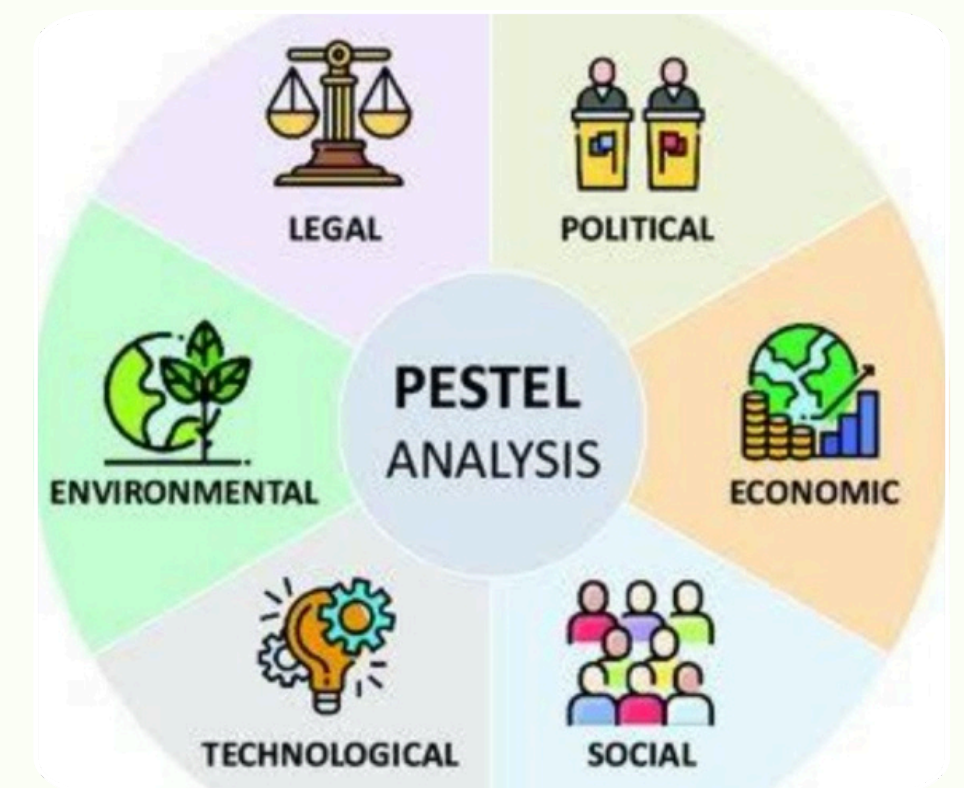 LEGAL
POLITICAL
PESTEL
ANALYSIS
ENVIRONMENTAL
ECONOMIC
TECHNOLOGICAL
SOCIAL